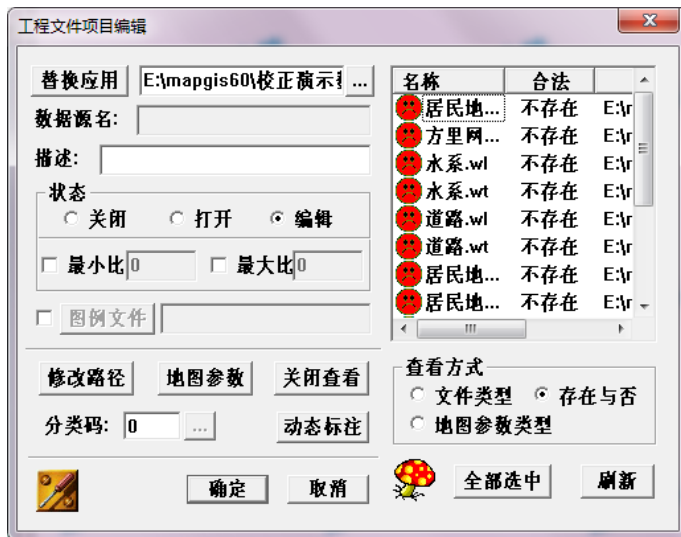 工程文件项目编辑
替换应用 E:\mapgis60\校正演示 ...
数据源名:
描述:
状态
关闭 打开 编辑
最小比 0 最大比 0
图例文件
修改路径 地图参数 关闭查看
分类码: 0 ... 动态标注
确定 取消
名称 合法
居民地... 不存在 E:\r
方里网... 不存在 E:\r
水系.wl 不存在 E:\r
水系.wt 不存在 E:\r
道路.wl 不存在 E:\r
道路.wt 不存在 E:\r
居民地... 不存在 E:\r
居民地... 不存在 E:\r
查看方式
文件类型 存在与否
地图参数类型
全部选中 刷新